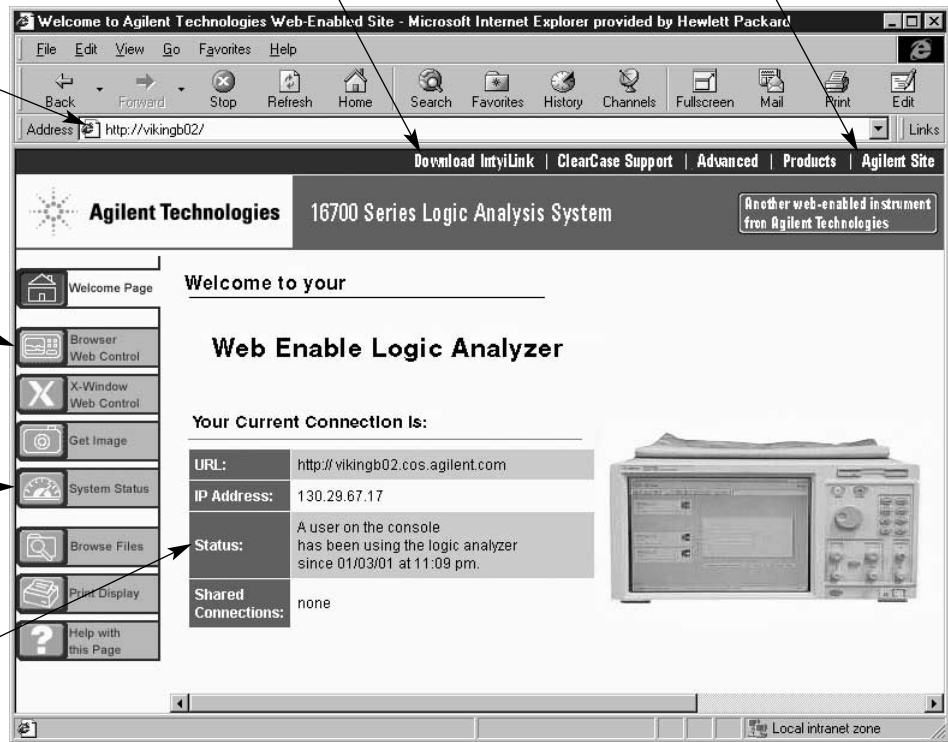 Welcome to Agilent Technologies Web-Enabled Site - Microsoft Internet Explorer provided by Hewlett Packard
File Edit View Go Favorites Help
Back Forward Stop Refresh Home Search Favorites History Channels Fullscreen Mail Print Edit
Address http://vikingb02/ Links
Download IntyiLink | ClearCase Support | Advanced | Products | Agilent Site
Agilent Technologies
16700 Series Logic Analysis System
Another web-enabled instrument
fron Agilent Technologies
Welcome Page
Browser
Web Control
X-Window
Web Control
Get Image
System Status
Browse Files
Print Display
Help with
this Page
Welcome to your
Web Enable Logic Analyzer
Your Current Connection Is:
URL: http://vikingb02.cos.agilent.com
IP Address: 130.29.67.17
Status: A user on the console
has been using the logic analyzer
since 01/03/01 at 11:09 pm.
Shared
Connections: none
Local intranet zone